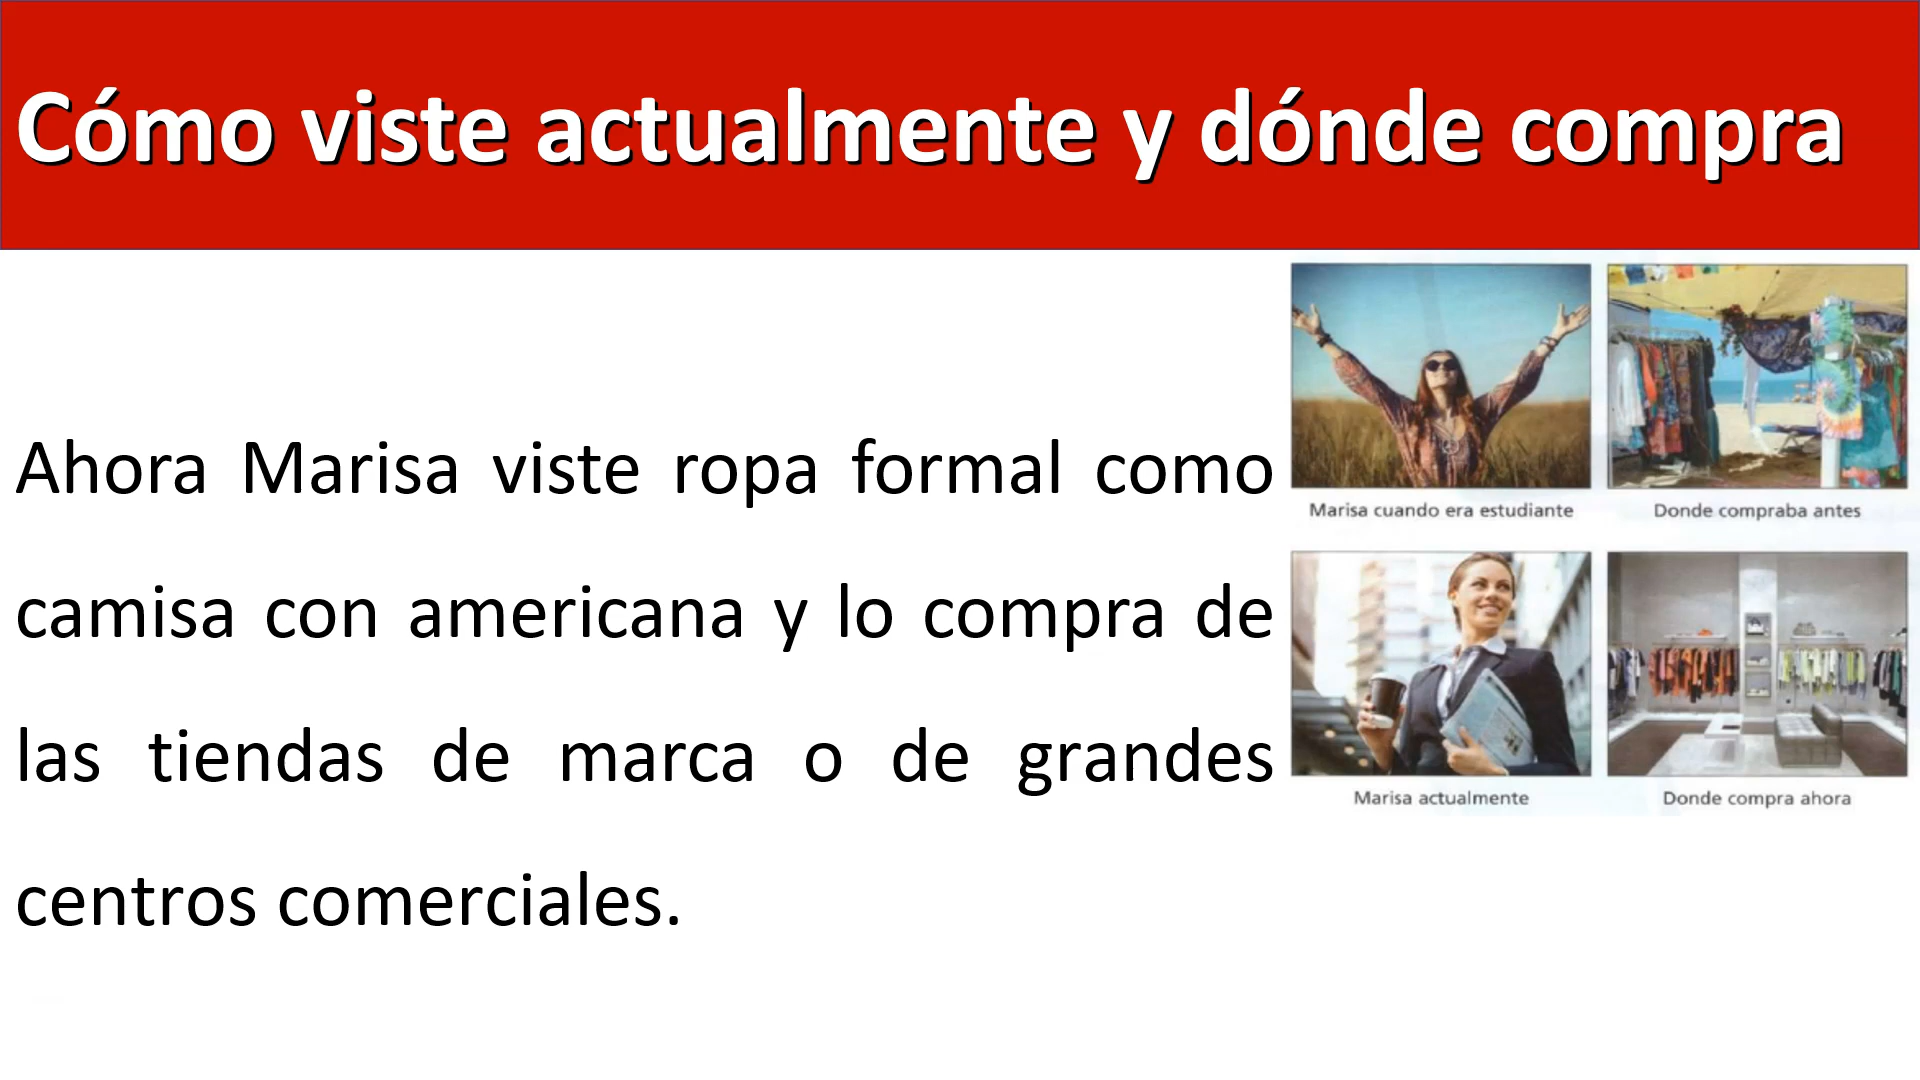 Cómo viste actualmente y dónde compra
Ahora Marisa viste ropa formal como
camisa con americana y lo compra de
las tiendas de marca o de grandes
centros comerciales.
Marisa cuando era estudiante
Donde compraba antes
Marisa actualmente
Donde compra ahora